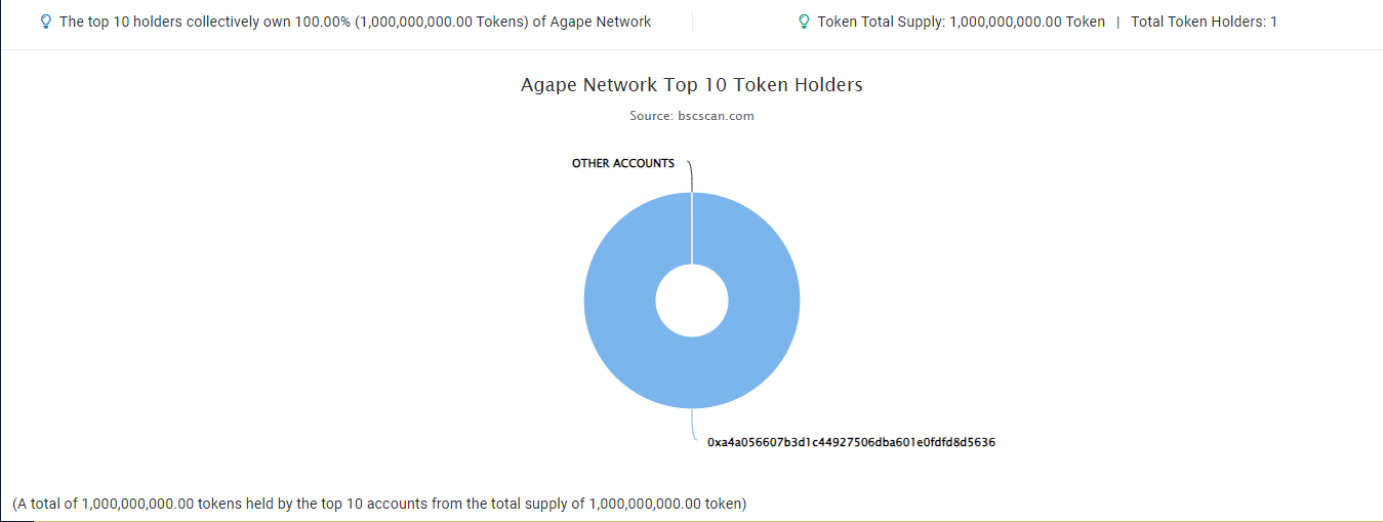 The top 10 holders collectively own 100.00% (1,000,000,000.00 Tokens) of Agape Network
Token Total Supply: 1,000,000,000.00 Token | Total Token Holders: 1
Agape Network Top 10 Token Holders
Source: bscscan.com
OTHER ACCOUNTS
0xa4a056607b3d1c44927506dba601e0fdfd8d5636
(A total of 1,000,000,000.00 tokens held by the top 10 accounts from the total supply of 1,000,000,000.00 token)